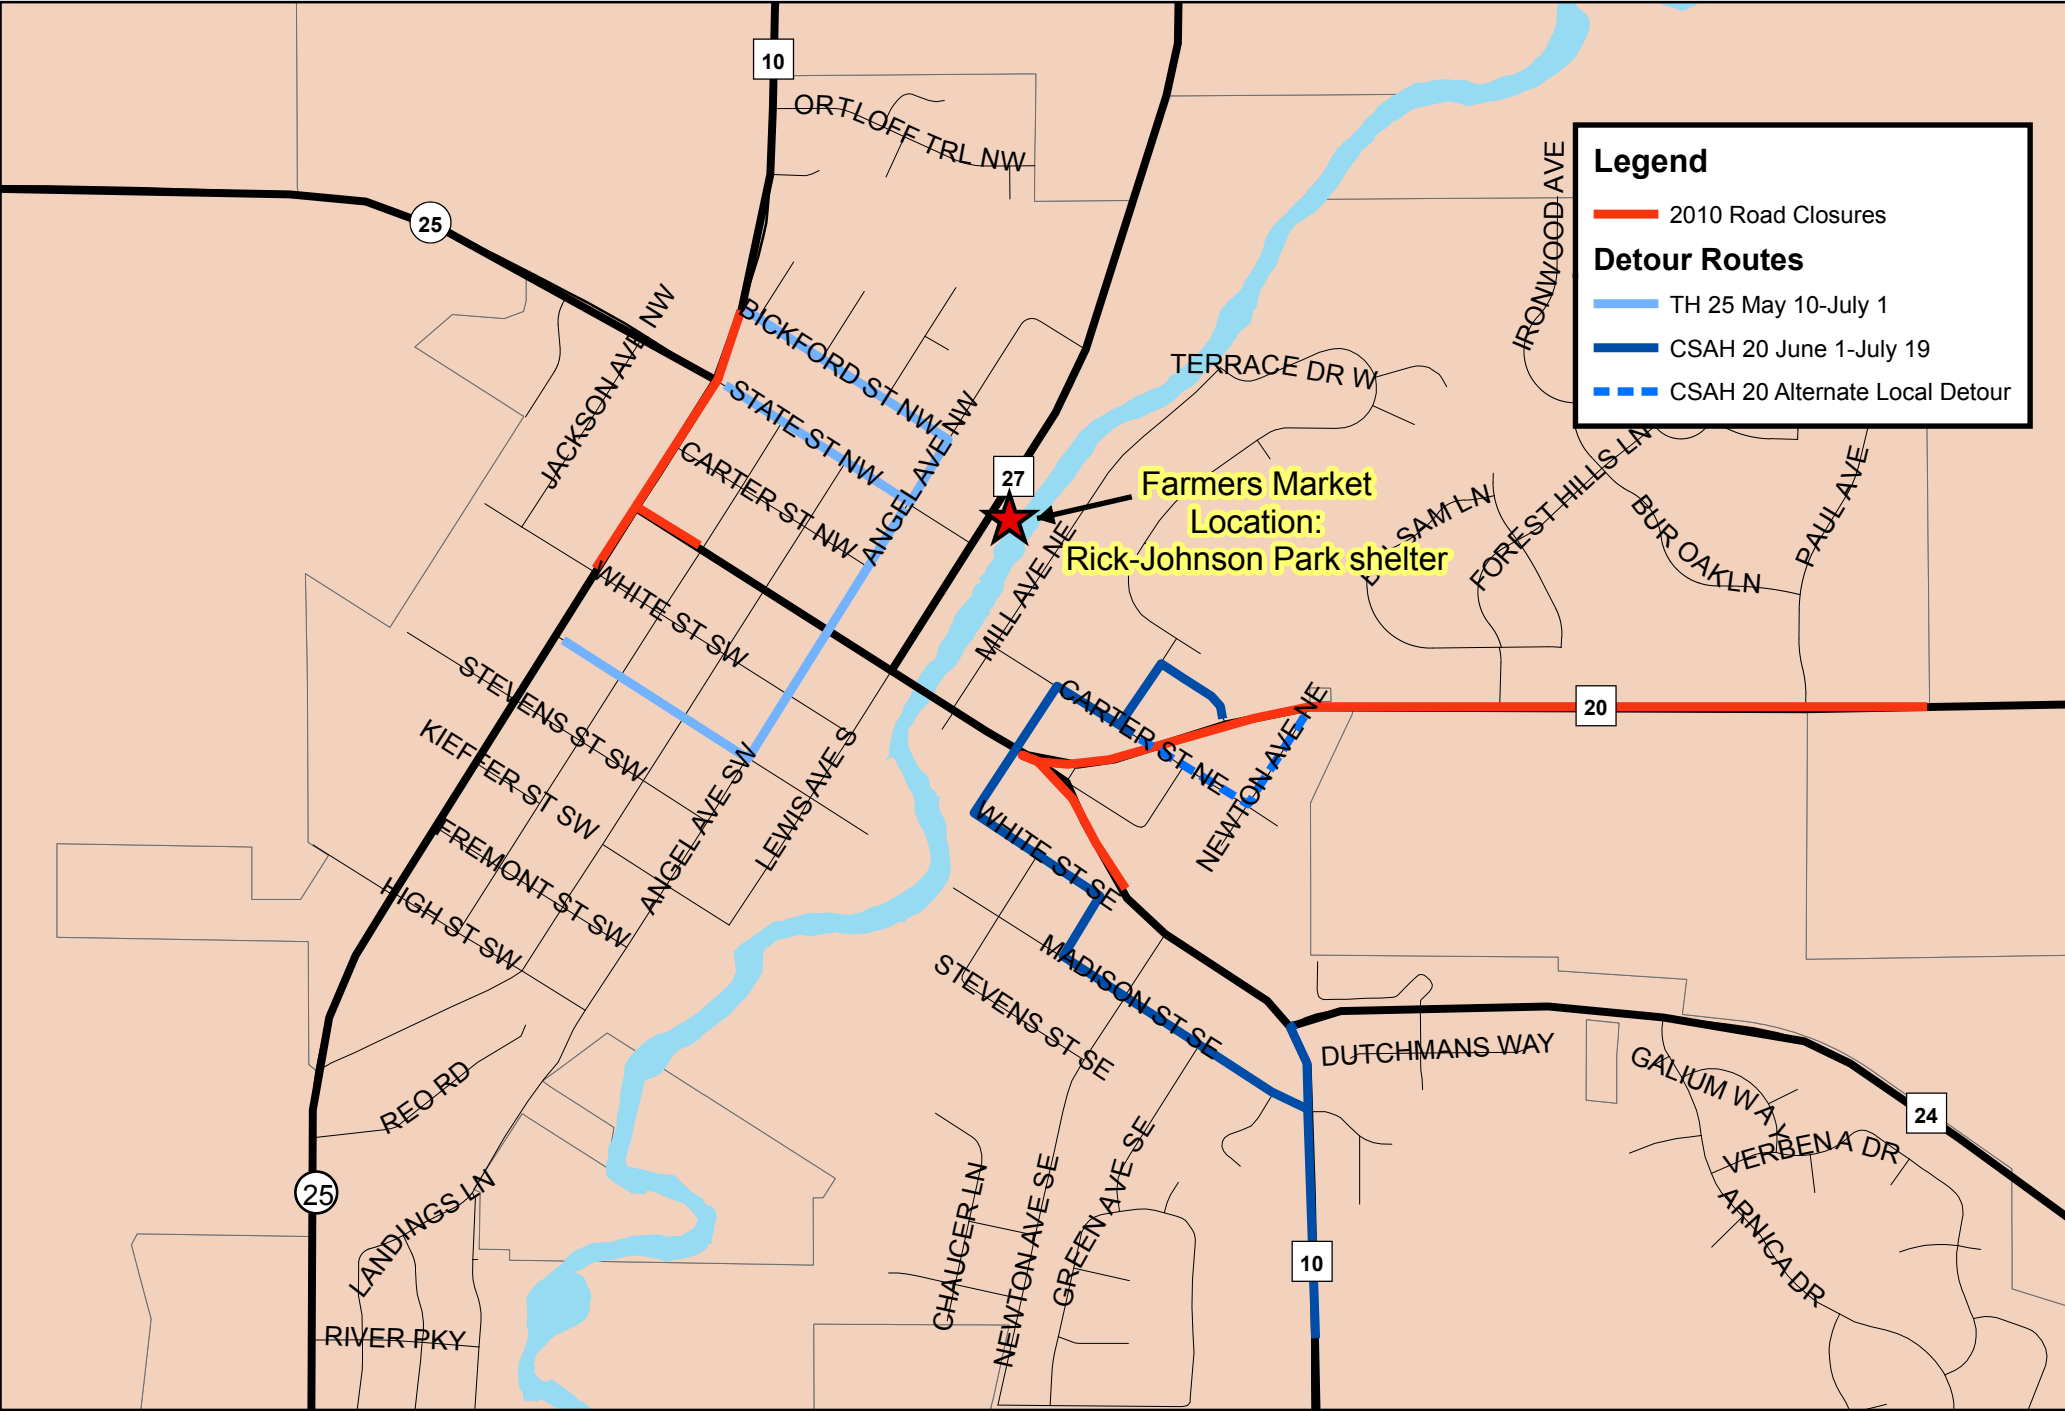 10
ORTLOFF TRL NW
25
Legend
2010 Road Closures
Detour Routes
TH 25 May 10-July 1
CSAH 20 June 1-July 19
CSAH 20 Alternate Local Detour
IRONWOOD AVE
JACKSON AVE NW
BICKFORD ST NW
STATE ST NW
CARTER ST NW
ANGEL AVE NW
TERRACE DR W
27
Farmers Market
Location:
Rick-Johnson Park shelter
MILL AVE NE
SAM LN
FOREST HILLS LN
BUR OAK LN
PAUL AVE
WHITE ST SW
STEVENS ST SW
KIEFFER ST SW
FREMONT ST SW
HIGH ST SW
ANGEL AVE SW
LEWIS AVE S
CARTER ST NE
NEWTON AVE NE
20
WHITE ST SE
MADISON ST SE
STEVENS ST SE
DUTCHMANS WAY
GALIUM WAY
24
VERBENA DR
ARNICA DR
REO RD
25
LANDINGS LN
RIVER PKY
CHAUCER LN
NEWTON AVE SE
GREEN AVE SE
10